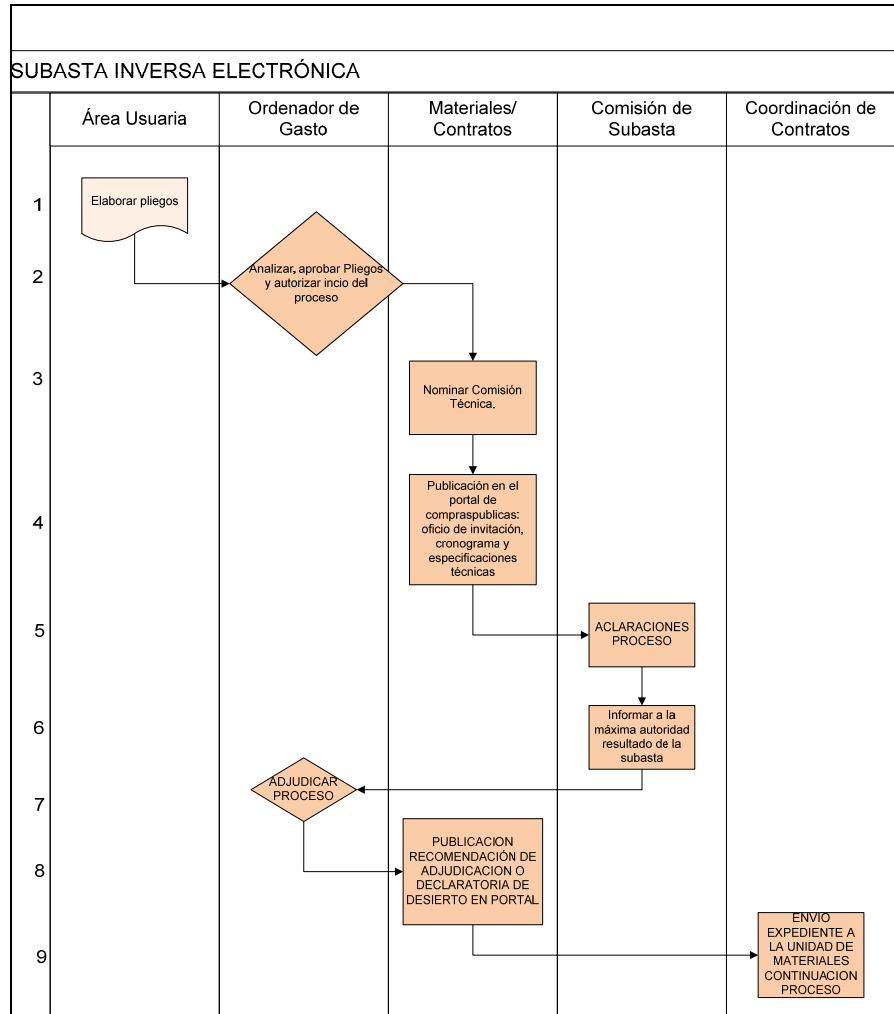 SUBASTA INVERSA ELECTRÓNICA
Área Usuaria
Ordenador de
Gasto
Materiales/
Contratos
Comisión de
Subasta
Coordinación de
Contratos
1
Elaborar pliegos
2
Analizar, aprobar Pliegos
y autorizar incio del
proceso
3
Nominar Comisión
Técnica.
4
Publicación en el
portal de
compraspublicas:
oficio de invitación,
cronograma y
especificaciones
técnicas
5
ACLARACIONES
PROCESO
6
Informar a la
máxima autoridad
resultado de la
subasta
7
ADJUDICAR
PROCESO
8
PUBLICACION
RECOMENDACIÓN DE
ADJUDICACION O
DECLARATORIA DE
DESIERTO EN PORTAL
9
ENVIO
EXPEDIENTE A
LA UNIDAD DE
MATERIALES
CONTINUACION
PROCESO